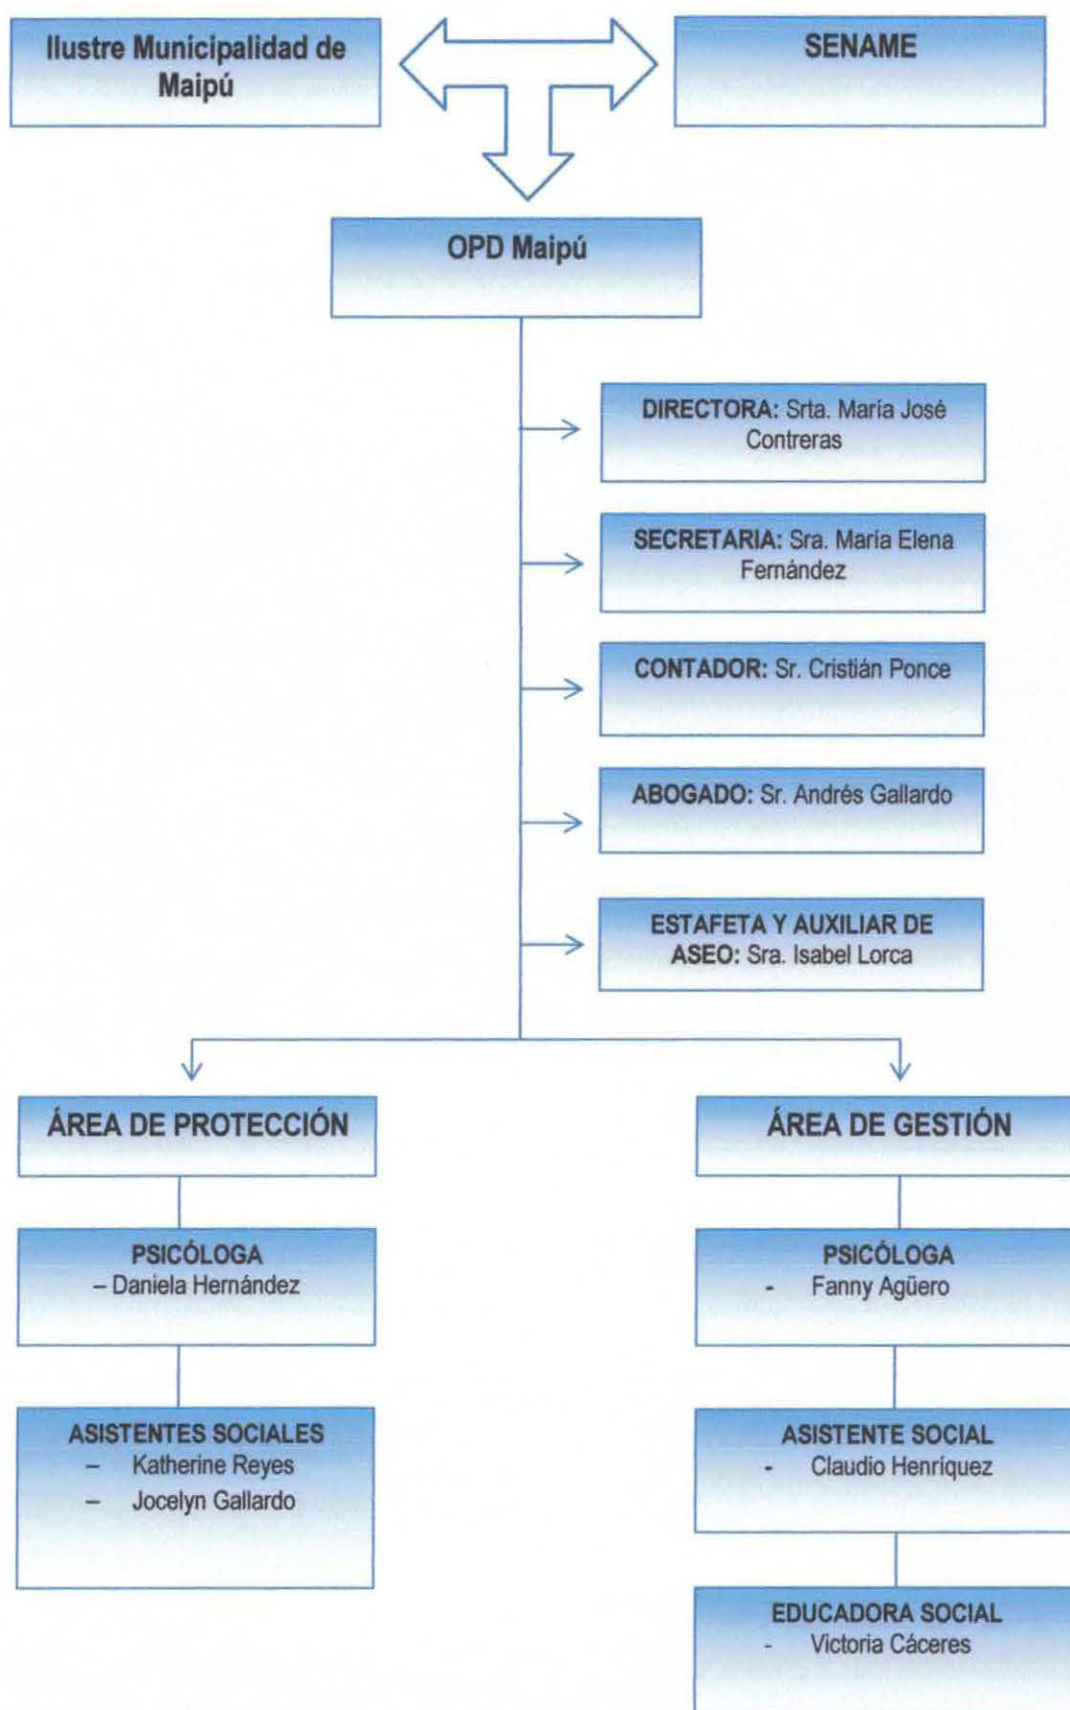 Ilustre Municipalidad de
Maipú
SENAME
OPD Maipú
DIRECTORA: Srta. María José
Contreras
SECRETARIA: Sra. María Elena
Fernández
CONTADOR: Sr. Cristián Ponce
ABOGADO: Sr. Andrés Gallardo
ESTAFETA Y AUXILIAR DE
ASEO: Sra. Isabel Lorca
ÁREA DE PROTECCIÓN
PSICÓLOGA
– Daniela Hernández
ASISTENTES SOCIALES
– Katherine Reyes
– Jocelyn Gallardo
ÁREA DE GESTIÓN
PSICÓLOGA
- Fanny Agüero
ASISTENTE SOCIAL
- Claudio Henríquez
EDUCADORA SOCIAL
- Victoria Cáceres